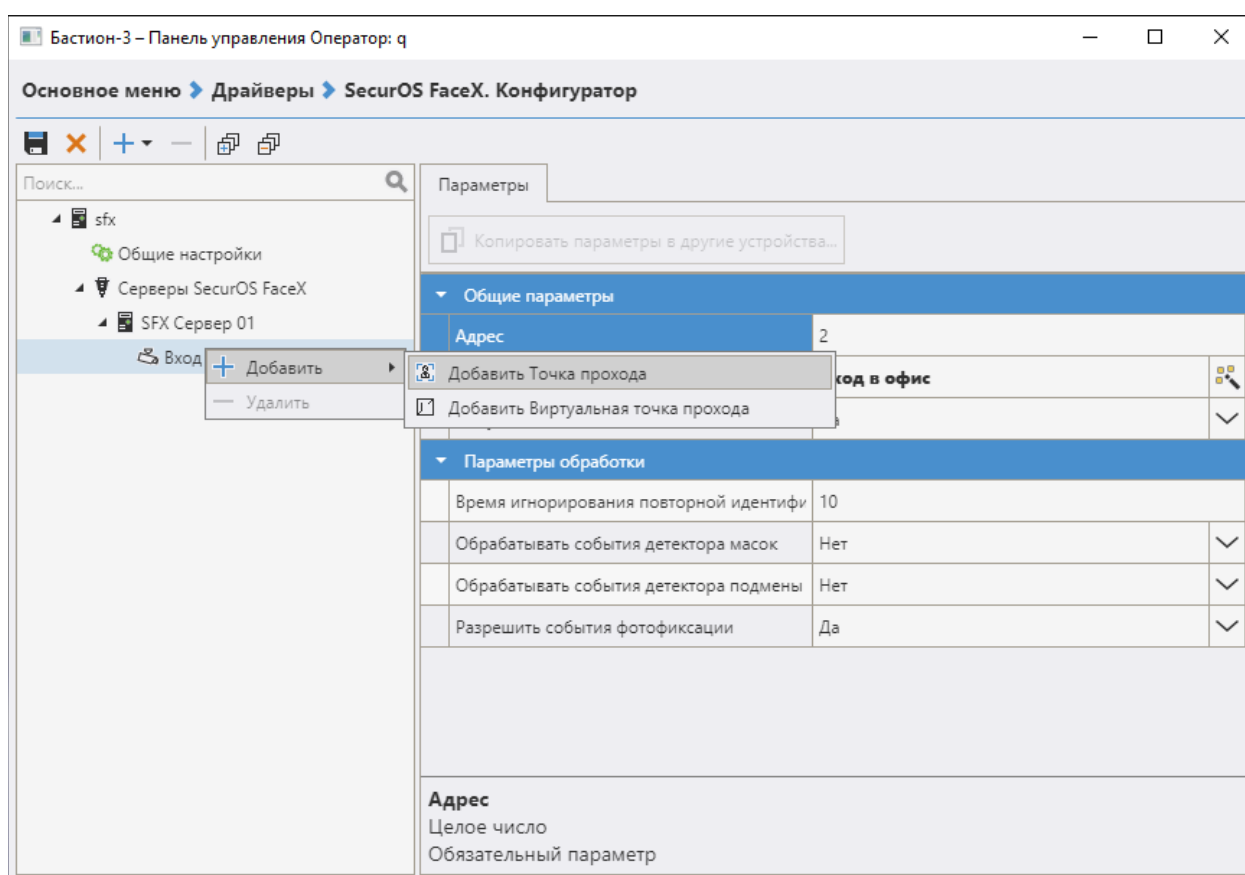 Бастион-3 – Панель управления Оператор: q
Основное меню Драйверы SecurOS FaceX. Конфигуратор
Поиск...
sfx
Общие настройки
Серверы SecurOS FaceX
SFX Сервер 01
Вход
Добавить
Удалить
Добавить Точка прохода
Добавить Виртуальная точка прохода
Параметры
Копировать параметры в другие устройства...
Общие параметры
Адрес 2
в офис
Параметры обработки
Время игнорирования повторной 10
Обрабатывать события детектора масок Нет
Обрабатывать события детектора подмены Нет
Разрешить события фотофиксации Да
Адрес
Целое число
Обязательный параметр